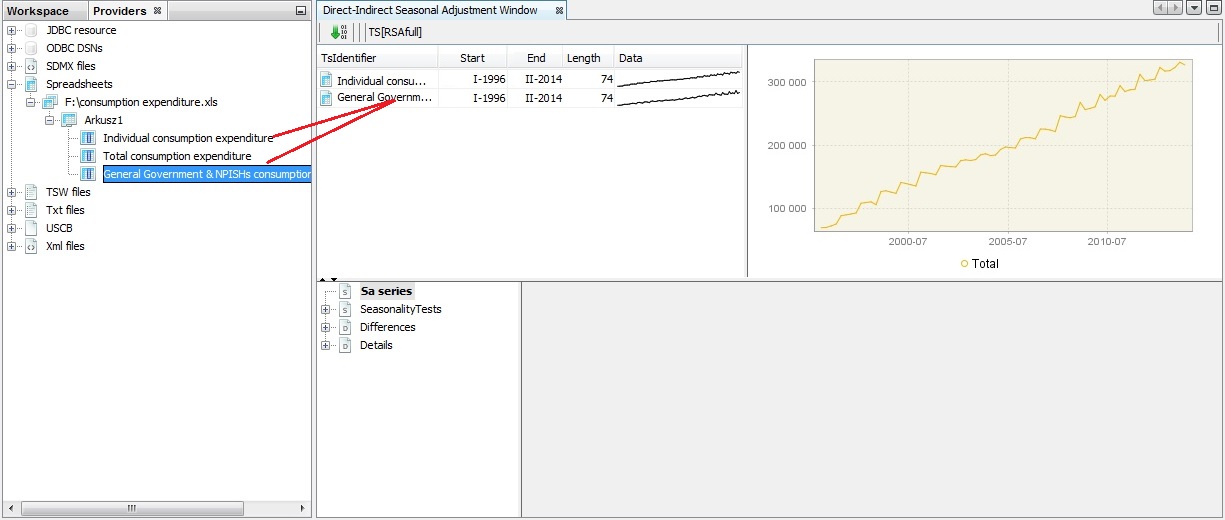 Workspace
Providers
JDBC resource
ODBC DSNs
SDMX files
Spreadsheets
F:\consumption expenditure.xls
Arkusz1
Individual consumption expenditure
Total consumption expenditure
General Government & NPISHs consumption
TSW files
Txt files
USCB
Xml files
Direct-Indirect Seasonal Adjustment Window
TS[RSAfull]
TsIdentifier Start End Length Data
Individual consu... I-1996 II-2014 74
General Governm... I-1996 II-2014 74
300 000
200 000
100 000
2000-07 2005-07 2010-07
Total
Sa series
SeasonalityTests
Differences
Details